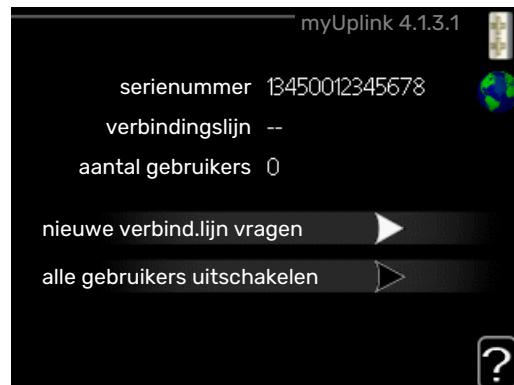 myUplink 4.1.3.1
serienummer 13450012345678
verbindingslijn --
aantal gebruikers 0
nieuwe verbind.lijn vragen
alle gebruikers uitschakelen
?